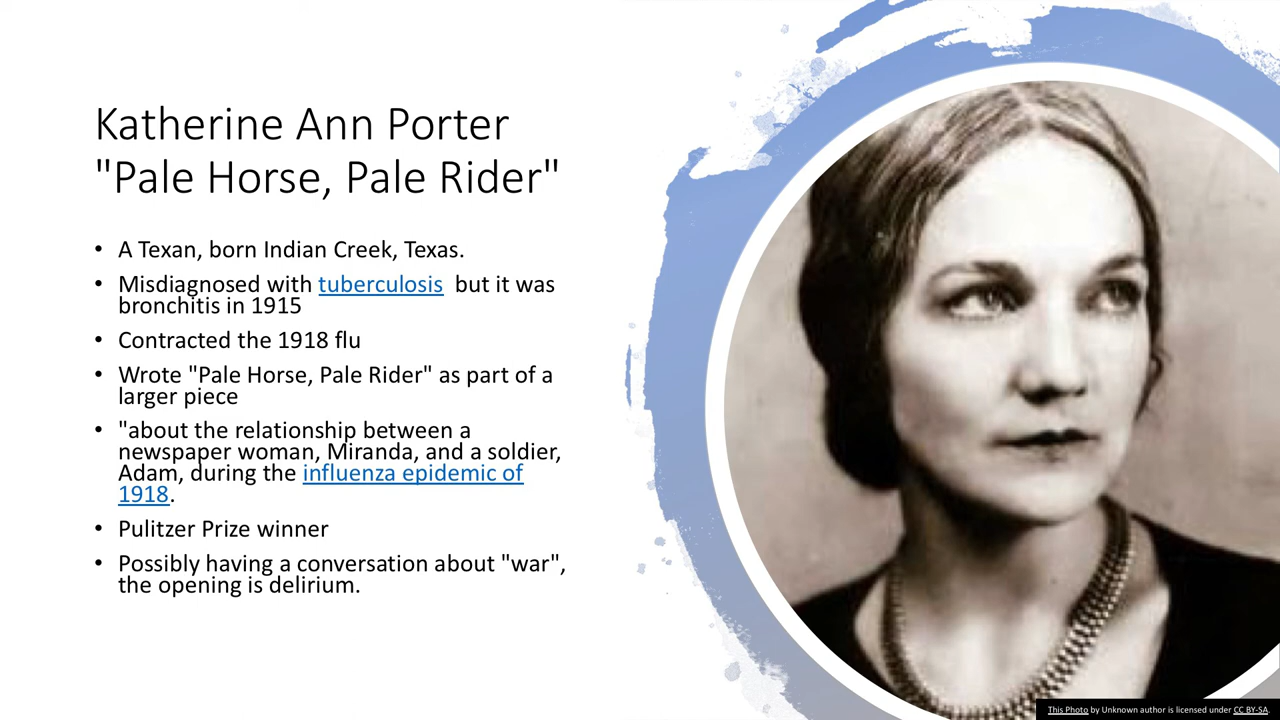 Katherine Ann Porter
"Pale Horse, Pale Rider"
• A Texan, born Indian Creek, Texas.
• Misdiagnosed with tuberculosis  but it was
bronchitis in 1915
• Contracted the 1918 flu
• Wrote "Pale Horse, Pale Rider" as part of a
larger piece
• "about the relationship between a
newspaper woman, Miranda, and a soldier,
Adam, during the influenza epidemic of
1918.
• Pulitzer Prize winner
• Possibly having a conversation about "war",
the opening is delirium.
This Photo by Unknown author is licensed under CC BY-SA.